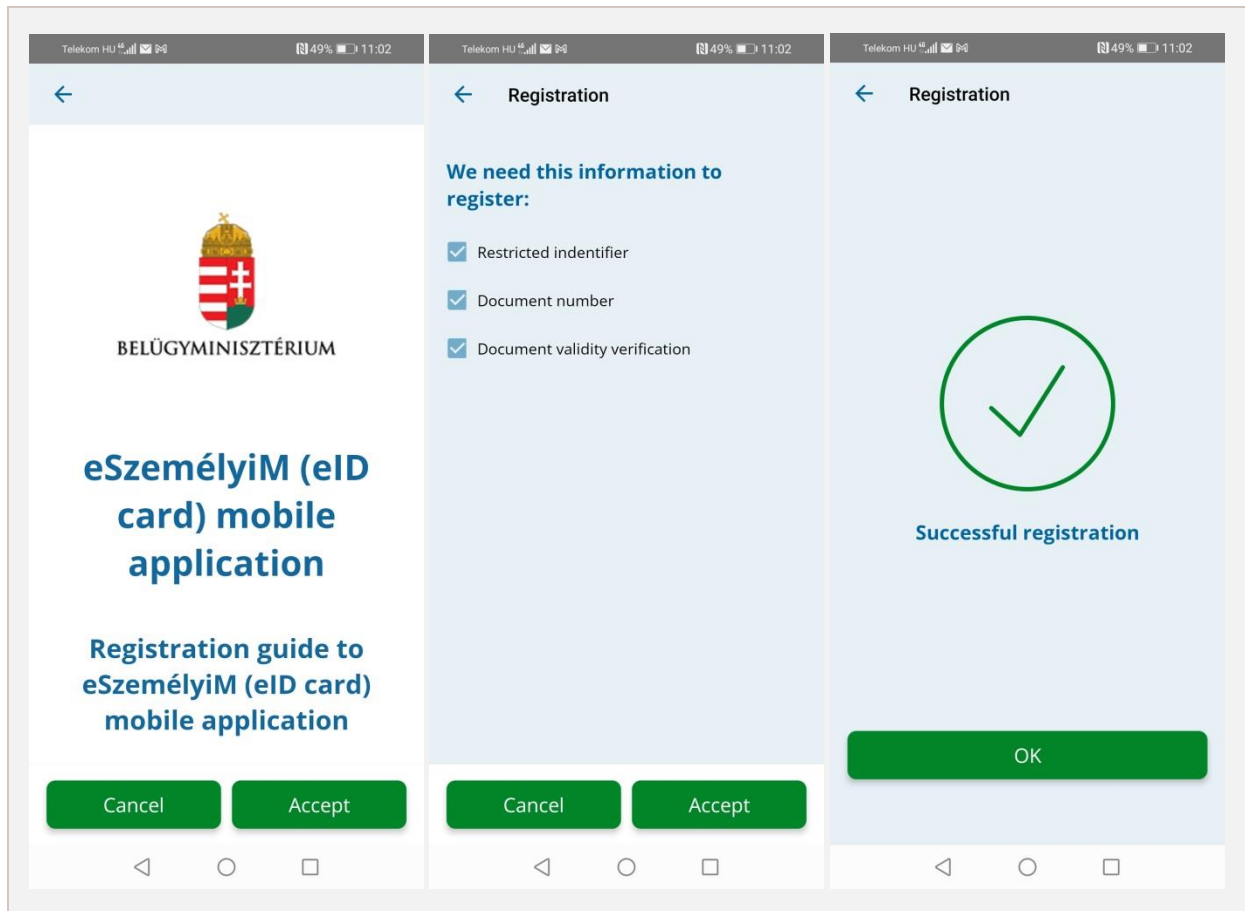 Telekom HU 49% 11:02
BELÜGYMINISZTÉRIUM
eSzemélyiM (eID
card) mobile
application
Registration guide to
eSzemélyiM (eID card)
mobile application
Cancel Accept
Telekom HU 49% 11:02
Registration
We need this information to
register:
Restricted indentifier
Document number
Document validity verification
Cancel Accept
Telekom HU 49% 11:02
Registration
Successful registration
OK